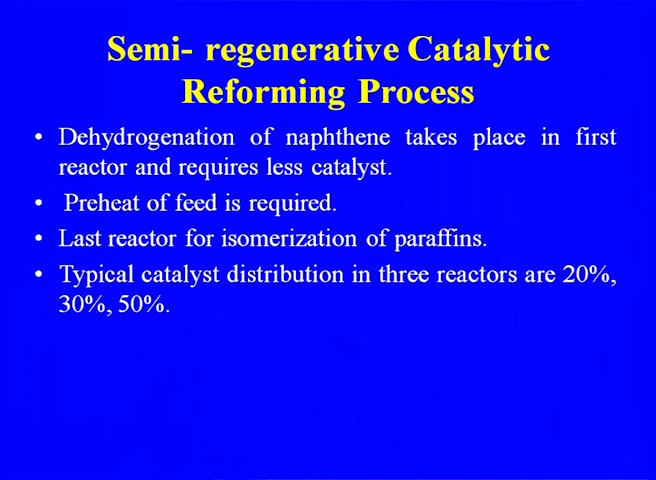 Semi- regenerative Catalytic
Reforming Process
• Dehydrogenation of naphthene takes place in first
reactor and requires less catalyst.
• Preheat of feed is required.
• Last reactor for isomerization of paraffins.
• Typical catalyst distribution in three reactors are 20%,
30%, 50%.